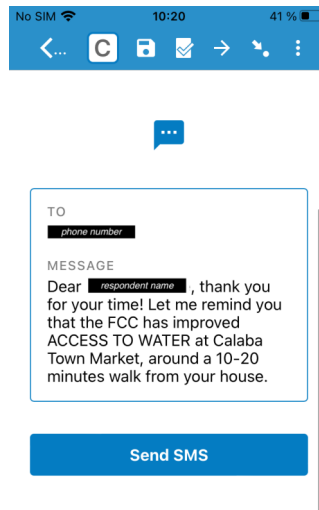 No SIM 10:20 41 %
... C
TO
phone number
MESSAGE
Dear respondent name , thank you
for your time! Let me remind you
that the FCC has improved
ACCESS TO WATER at Calaba
Town Market, around a 10-20
minutes walk from your house.
Send SMS